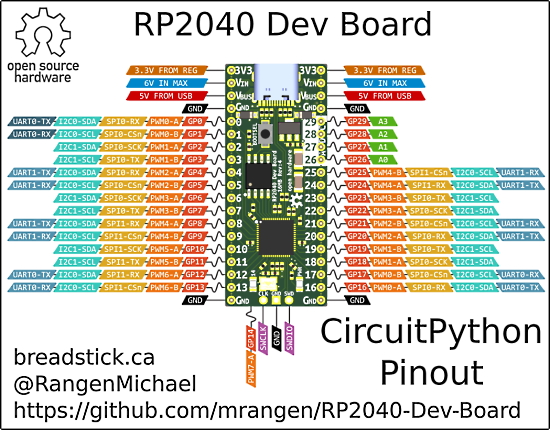 RP2040 Dev Board
open source
hardware
3.3V FROM REG 3V3 3V3 3.3V FROM REG
6V IN MAX VIN VIN 6V IN MAX
5V FROM USB VBUS VBUS 5V FROM USB
GND GND GND GND
UART0-TX I2C0-SDA SPI0-RX PWM0-A GP0 0 29 GP29 A3
UART0-RX I2C0-SCL SPI0-CSn PWM0-B GP1 1 28 GP28 A2
I2C1-SDA SPI0-SCK PWM1-A GP2 2 27 GP27 A1
I2C1-SCL SPI0-TX PWM1-B GP3 3 26 GP26 A0
UART1-TX I2C0-SDA SPI0-RX PWM2-A GP4 4 25 GP25 PWM4-B SPI1-CSn I2C0-SCL UART1-RX
UART1-RX I2C0-SCL SPI0-CSn PWM2-B GP5 5 24 GP24 PWM4-A SPI1-RX I2C0-SDA UART1-TX
I2C1-SDA SPI0-SCK PWM3-A GP6 6 23 GP23 PWM3-B SPI0-TX I2C1-SCL
I2C1-SCL SPI0-TX PWM3-B GP7 7 22 GP22 PWM3-A SPI0-SCK I2C1-SDA
UART1-TX I2C0-SDA SPI1-RX PWM4-A GP8 8 21 GP21 PWM2-B SPI0-CSn I2C0-SCL UART1-RX
UART1-RX I2C0-SCL SPI1-CSn PWM4-B GP9 9 20 GP20 PWM2-A SPI0-RX I2C0-SDA UART1-TX
I2C1-SDA SPI1-SCK PWM5-A GP10 10 19 GP19 PWM1-B SPI0-TX I2C1-SCL
I2C1-SCL SPI1-TX PWM5-B GP11 11 18 GP18 PWM1-A SPI0-SCK I2C1-SDA
UART0-TX I2C0-SDA SPI1-RX PWM6-A GP12 12 17 GP17 PWM0-B SPI0-CSn I2C0-SCL UART0-RX
UART0-RX I2C0-SCL SPI1-CSn PWM6-B GP13 13 16 GP16 PWM0-A SPI0-RX I2C0-SDA UART0-TX
GND GND GND GND
BOOTSEL
RP2040 Dev Board
open hardware
CLK GND SWD
PWM7-A GP14
SWCLK
GND
SWDIO
CircuitPython
Pinout
breadstick.ca
@RangenMichael
https://github.com/mrangen/RP2040-Dev-Board